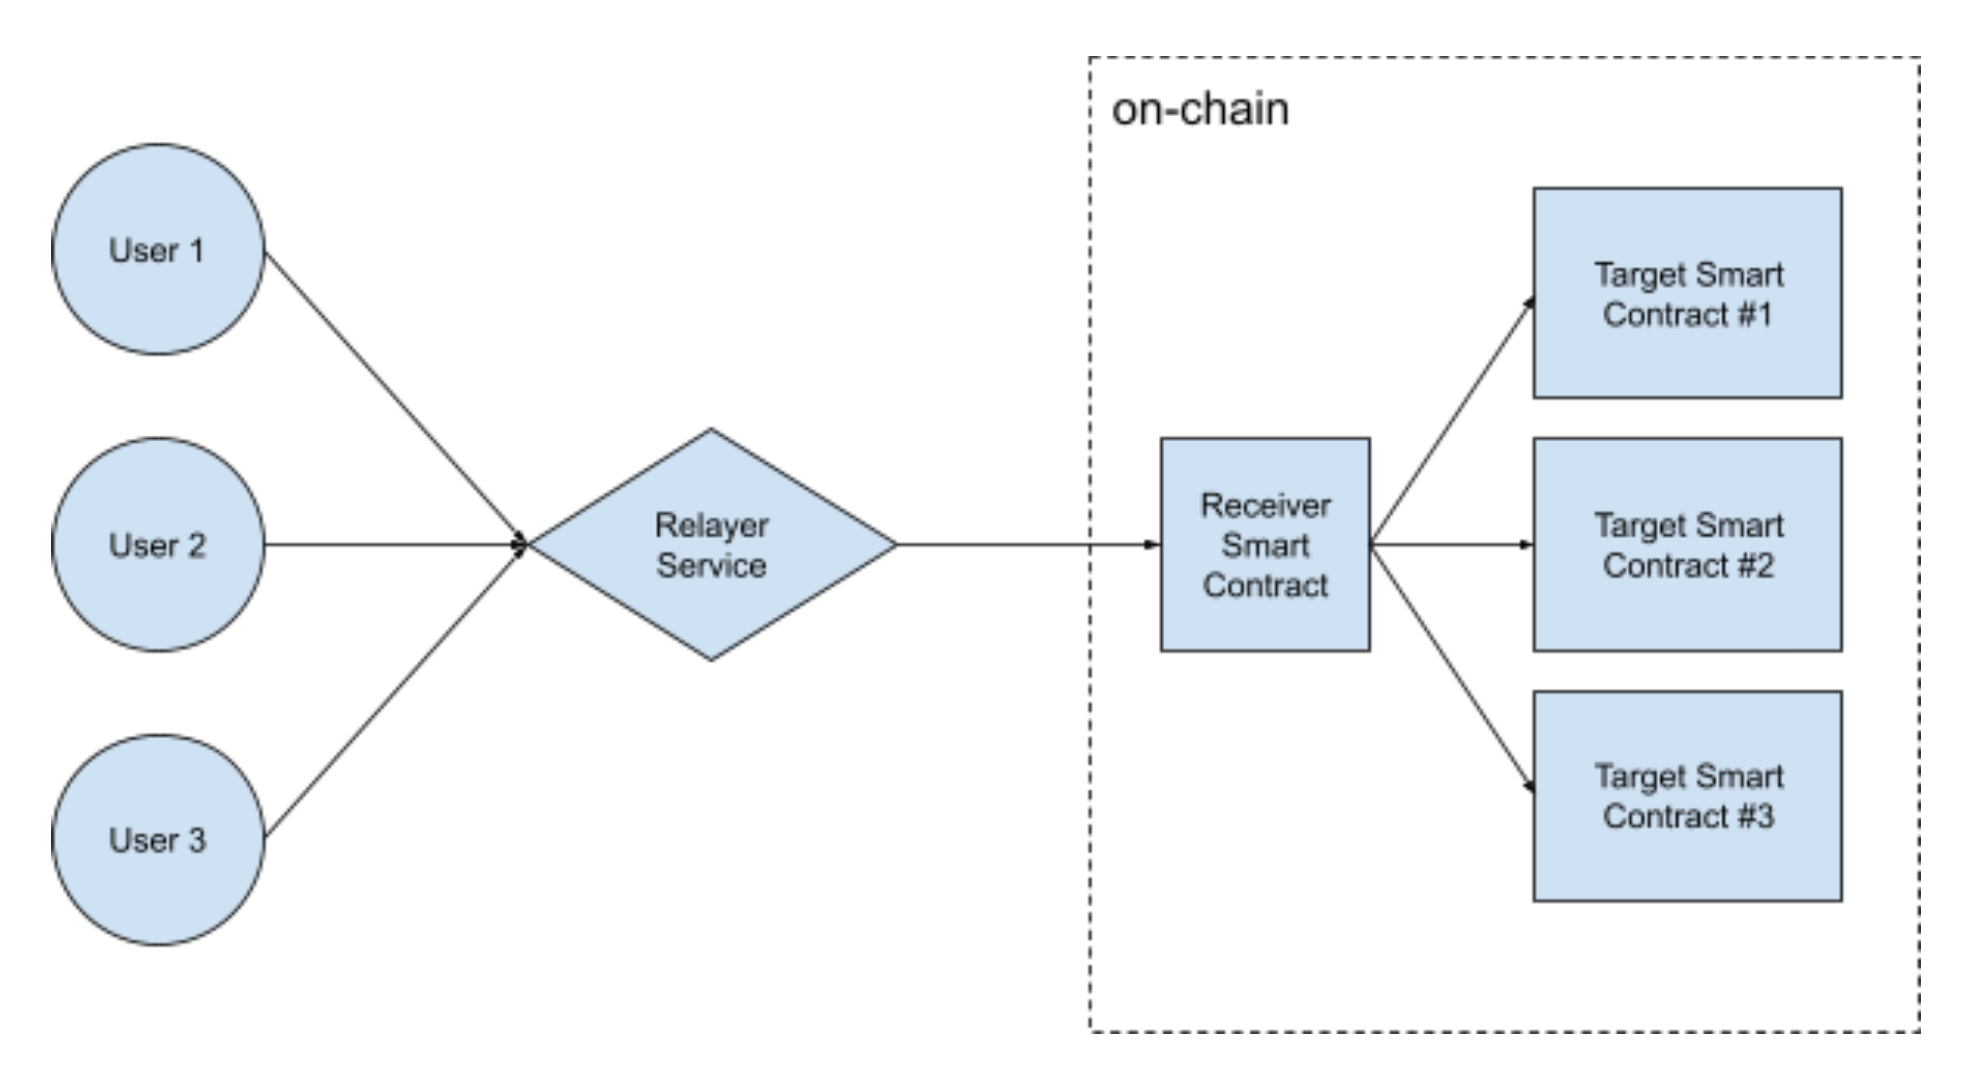 on-chain
User 1
User 2
User 3
Relayer
Service
Receiver
Smart
Contract
Target Smart
Contract #1
Target Smart
Contract #2
Target Smart
Contract #3